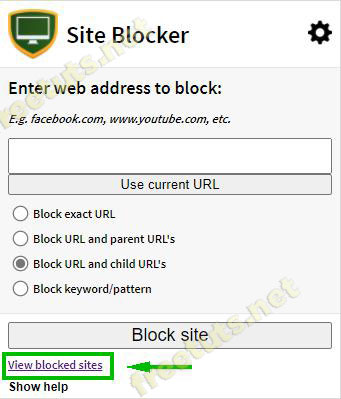 Site Blocker
Enter web address to block:
E.g. facebook.com, www.youtube.com, etc.
Use current URL
Block exact URL
Block URL and parent URL's
Block URL and child URL's
Block keyword/pattern
Block site
View blocked sites
Show help
freetuts.net
freetuts.net